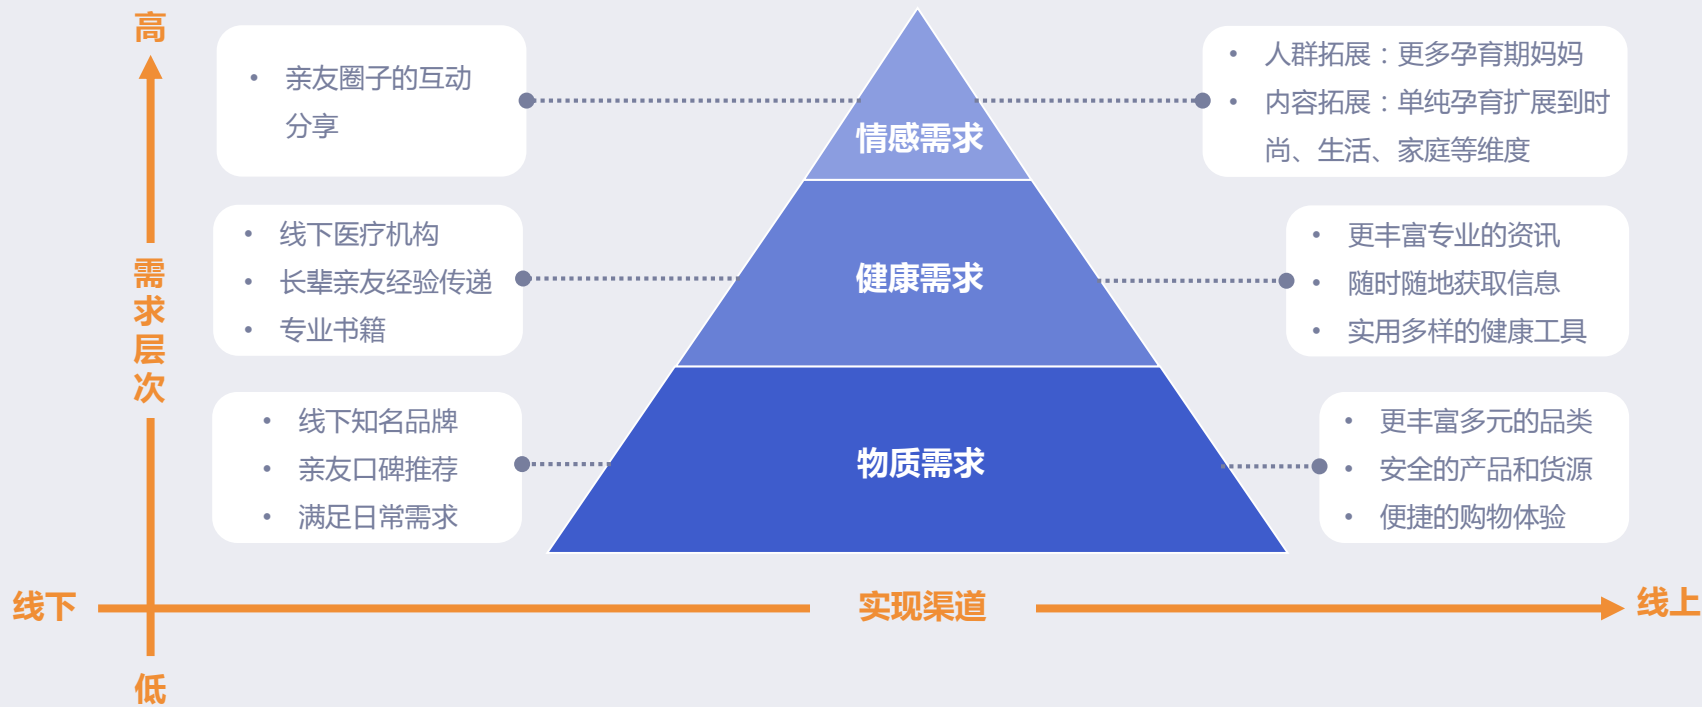 高
• 亲友圈子的互动
分享
• 人群拓展：更多孕育期妈妈
• 内容拓展：单纯孕育扩展到时
尚、生活、家庭等维度
情感需求
需求层次
• 线下医疗机构
• 长辈亲友经验传递
• 专业书籍
健康需求
• 更丰富专业的资讯
• 随时随地获取信息
• 实用多样的健康工具
• 线下知名品牌
• 亲友口碑推荐
• 满足日常需求
物质需求
• 更丰富多元的品类
• 安全的产品和货源
• 便捷的购物体验
线下
实现渠道
线上
低